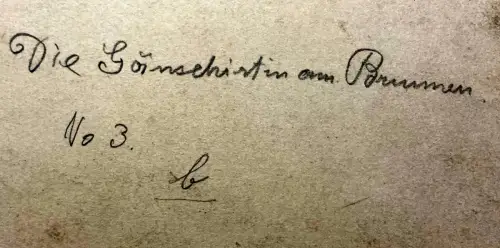 Die Gänsehirtin am Brunnen.
No 3.
b